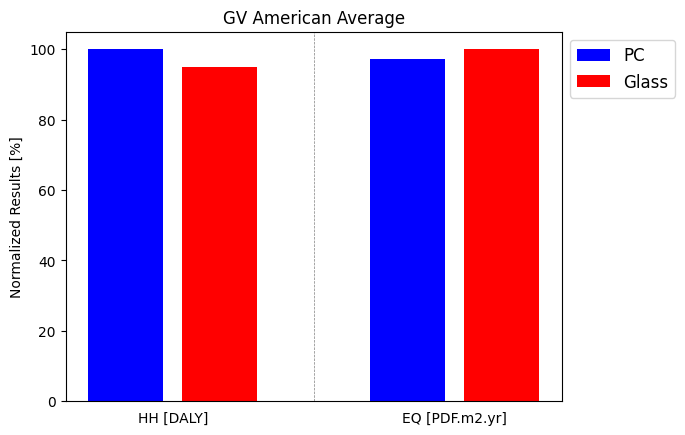 GV American Average
Normalized Results [%]
100
80
60
40
20
0
HH [DALY]
EQ [PDF.m2.yr]
PC
Glass